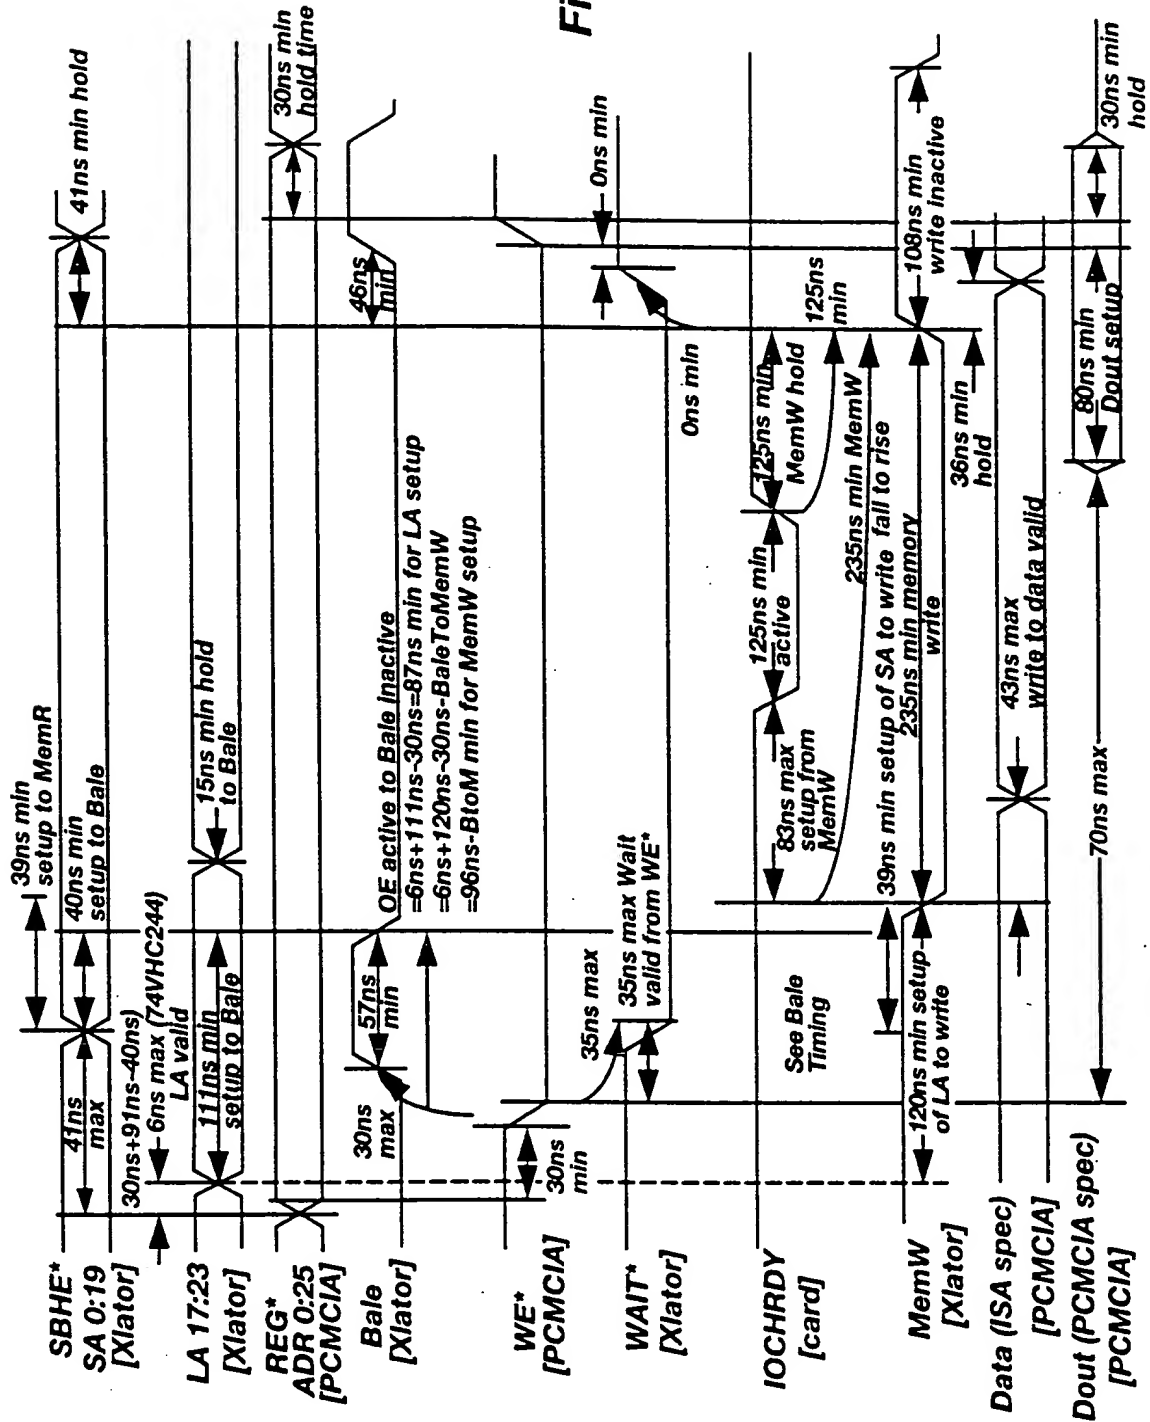 Fi
39ns min
setup to MemR
40ns min
setup to Bale
41ns min hold
41ns
max
30ns+91ns-40ns)
6ns max (74VHC244)
LA valid
111ns min
setup to Bale
15ns min hold
to Bale
30ns min
hold time
57ns
min
30ns
max
OE active to Bale Inactive
=6ns+111ns-30ns=87ns min for LA setup
=6ns+120ns-30ns-BaleToMemW
=96ns-BtoM min for MemW setup
46ns
min
30ns
min
35ns max
35ns max Wait
valid from WE*
0ns min
0ns min
See Bale
Timing
83ns max
setup from
MemW
125ns min
active
125ns min
MemW hold
125ns
min
235ns min MemW
fall to rise
39ns min setup of SA to write
235ns min memory
write
120ns min setup
of LA to write
108ns min
write inactive
36ns min
hold
43ns max
write to data valid
70ns max
80ns min
Dout setup
30ns min
hold
SBHE*
SA 0:19
[Xlator]
LA 17:23
[Xlator]
REG*
ADR 0:25
[PCMCIA]
Bale
[Xlator]
WE*
[PCMCIA]
WAIT*
[Xlator]
IOCHRDY
[card]
MemW
[Xlator]
Data (ISA spec)
[PCMCIA]
Dout (PCMCIA spec)
[PCMCIA]